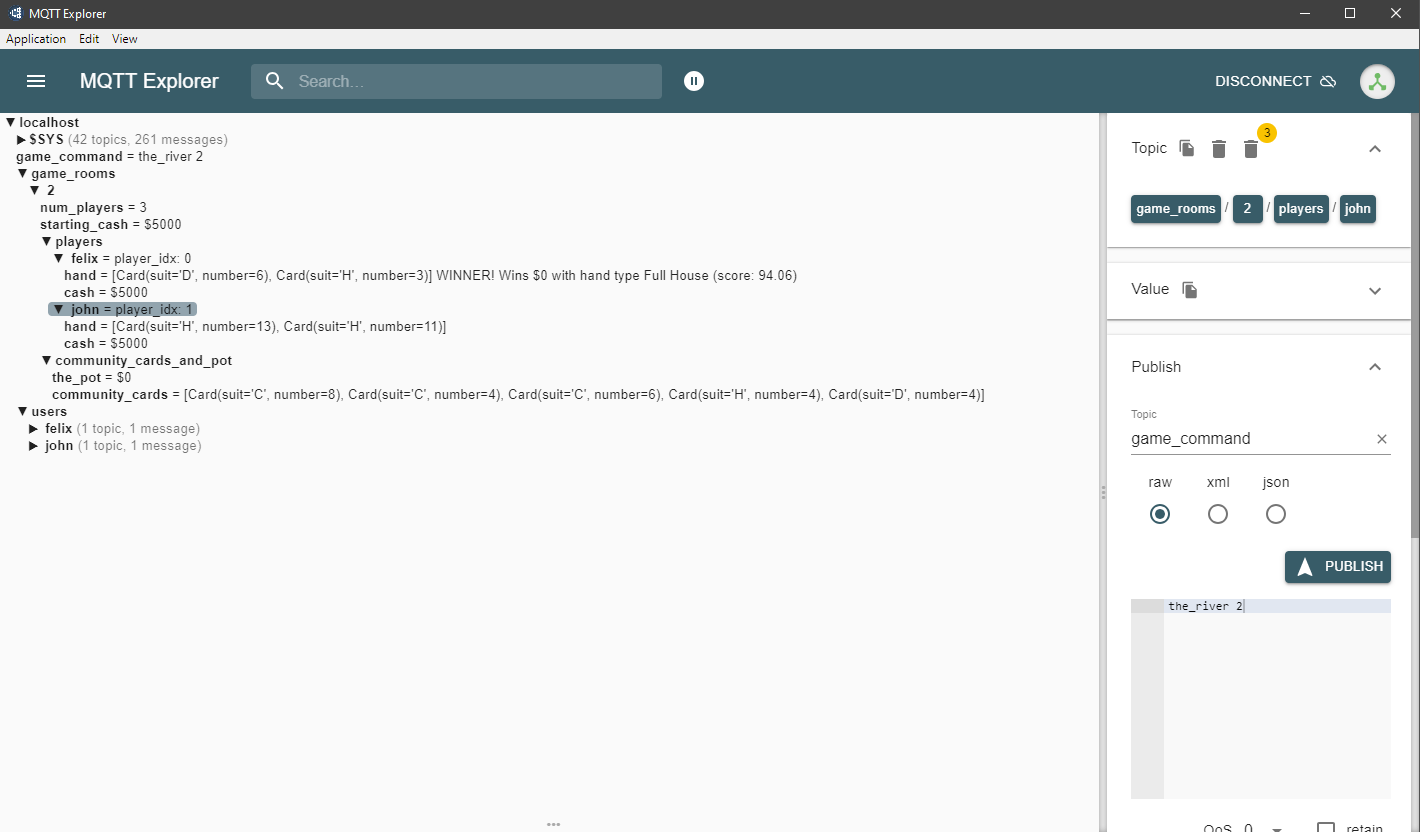 MQTT Explorer
Application Edit View
MQTT Explorer Search... DISCONNECT
localhost
$SYS (42 topics, 261 messages)
game_command = the_river 2
game_rooms
2
num_players = 3
starting_cash = $5000
players
felix = player_idx: 0
hand = [Card(suit='D', number=6), Card(suit='H', number=3)] WINNER! Wins $0 with hand type Full House (score: 94.06)
cash = $5000
john = player_idx: 1
hand = [Card(suit='H', number=13), Card(suit='H', number=11)]
cash = $5000
community_cards_and_pot
the_pot = $0
community_cards = [Card(suit='C', number=8), Card(suit='C', number=4), Card(suit='C', number=6), Card(suit='H', number=4), Card(suit='D', number=4)]
users
felix (1 topic, 1 message)
john (1 topic, 1 message)
Topic 3
game_rooms / 2 / players / john
Value
Publish
Topic
game_command
raw xml json
PUBLISH
the_river 2
QoS 0 retain